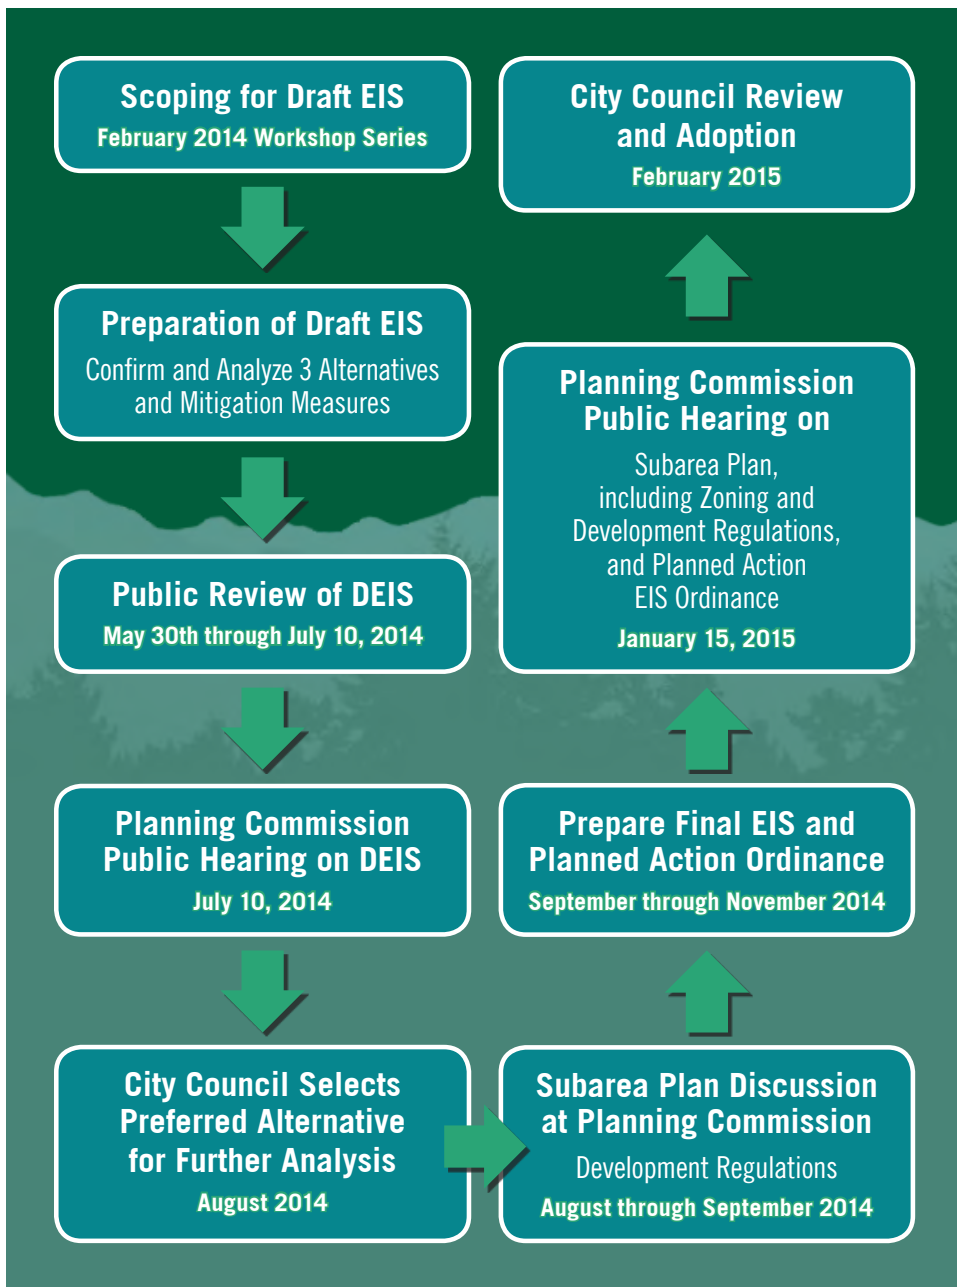 Scoping for Draft EIS
February 2014 Workshop Series
Preparation of Draft EIS
Confirm and Analyze 3 Alternatives
and Mitigation Measures
Public Review of DEIS
May 30th through July 10, 2014
Planning Commission
Public Hearing on DEIS
July 10, 2014
City Council Selects
Preferred Alternative
for Further Analysis
August 2014
Subarea Plan Discussion
at Planning Commission
Development Regulations
August through September 2014
Prepare Final EIS and
Planned Action Ordinance
September through November 2014
Planning Commission
Public Hearing on
Subarea Plan,
including Zoning and
Development Regulations,
and Planned Action
EIS Ordinance
January 15, 2015
City Council Review
and Adoption
February 2015